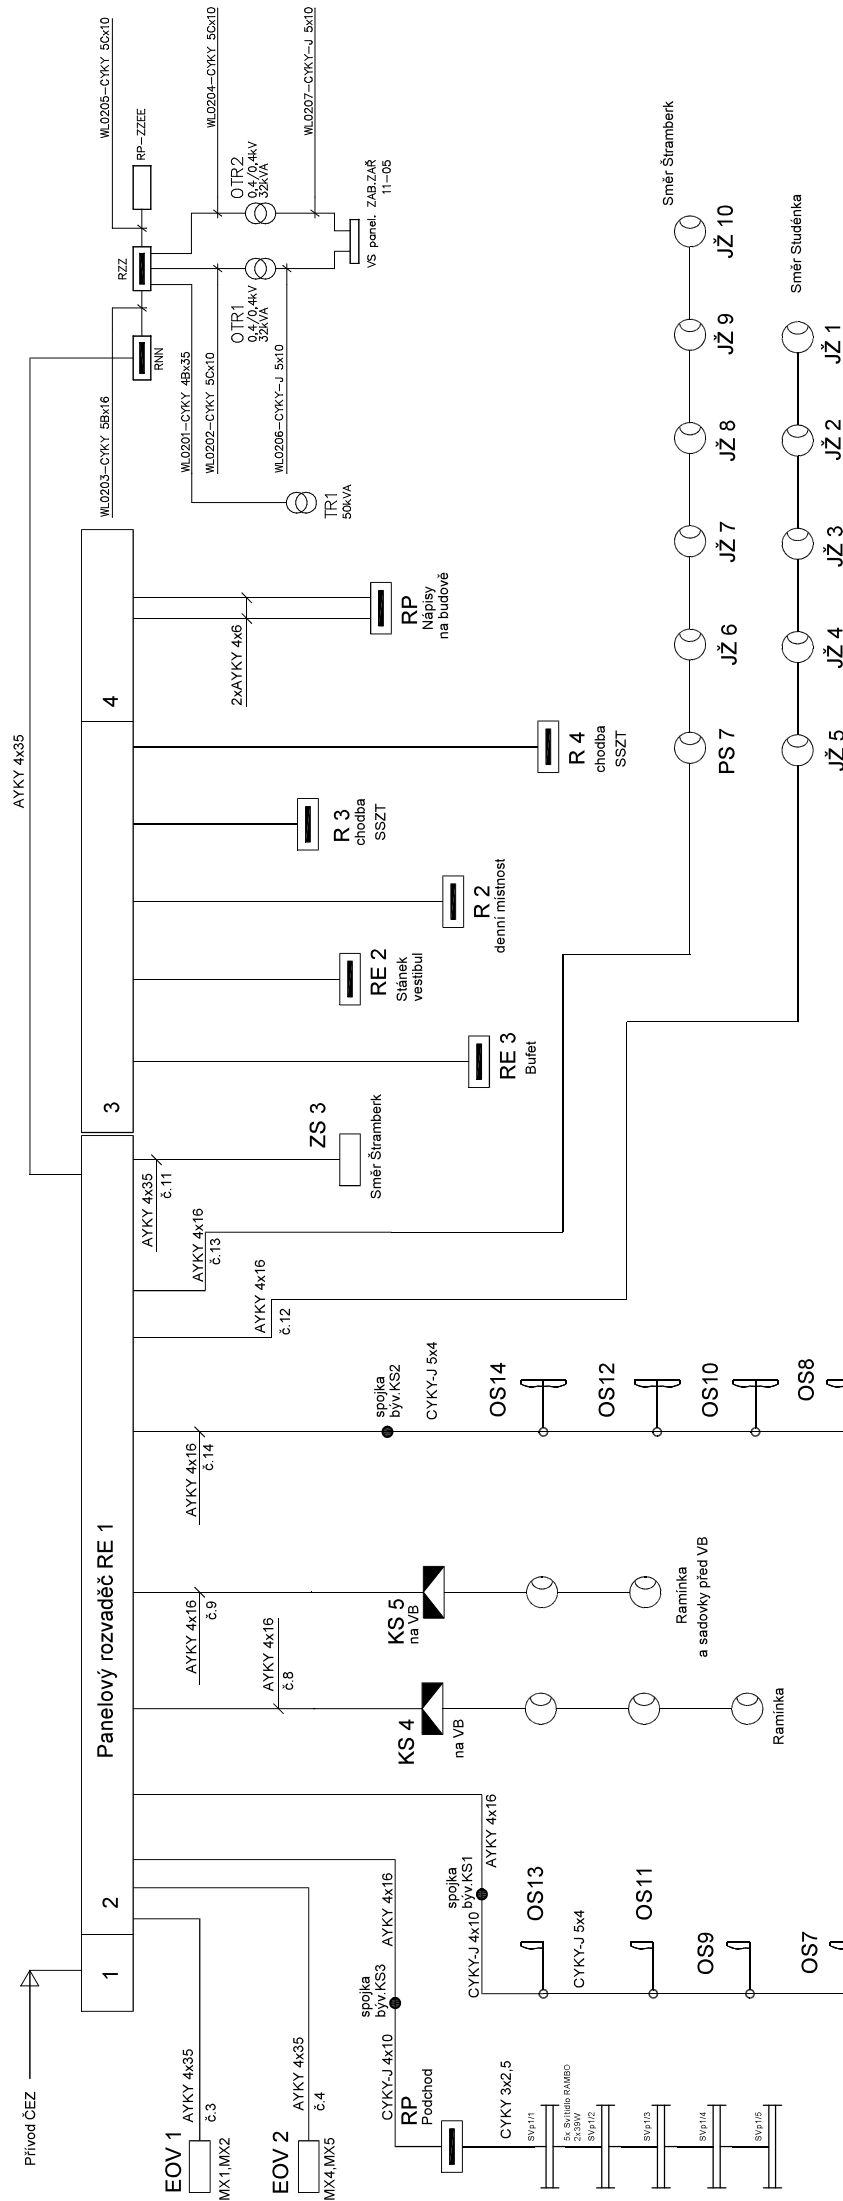 Přívod ČEZ
1
2
Panelový rozvaděč RE 1
3
4
AYKY 4x35
EOV 1
MX1,MX2
AYKY 4x35
č.3
EOV 2
MX4,MX5
AYKY 4x35
č.4
RP
Podchod
CYKY-J 4x10
spojka
býv.KS3
AYKY 4x16
CYKY 3x2,5
SVp1/1
5x Svítidlo RAMBO
2x39W
SVp1/2
SVp1/3
SVp1/4
SVp1/5
CYKY-J 4x10
spojka
býv.KS1
AYKY 4x16
OS13
CYKY-J 5x4
OS11
OS9
OS7
AYKY 4x16
č.8
KS 4
na VB
Ramínka
AYKY 4x16
č.9
KS 5
na VB
Ramínka
a sadovky před VB
AYKY 4x16
č.14
spojka
býv.KS2
CYKY-J 5x4
OS14
OS12
OS10
OS8
AYKY 4x16
č.12
AYKY 4x16
č.13
AYKY 4x35
č.11
ZS 3
Směr Štramberk
RE 3
Bufet
RE 2
Stánek
vestibul
R 2
denní místnost
R 3
chodba
SSZT
R 4
chodba
SSZT
2xAYKY 4x6
RP
Nápisy
na budově
PS 7
JŽ 6
JŽ 7
JŽ 8
JŽ 9
JŽ 10
Směr Štramberk
JŽ 5
JŽ 4
JŽ 3
JŽ 2
JŽ 1
Směr Studénka
WL0203-CYKY 5Bx16
RNN
RZZ
RP-ZZEE
WL0205-CYKY 5Cx10
WL0201-CYKY 4Bx35
WL0202-CYKY 5Cx10
WL0204-CYKY 5Cx10
WL0206-CYKY-J 5x10
WL0207-CYKY-J 5x10
TR1
50kVA
OTR1
0,4/0,4kV
32kVA
OTR2
0,4/0,4kV
32kVA
VS panel. ZAB.ZAŘ
11-05